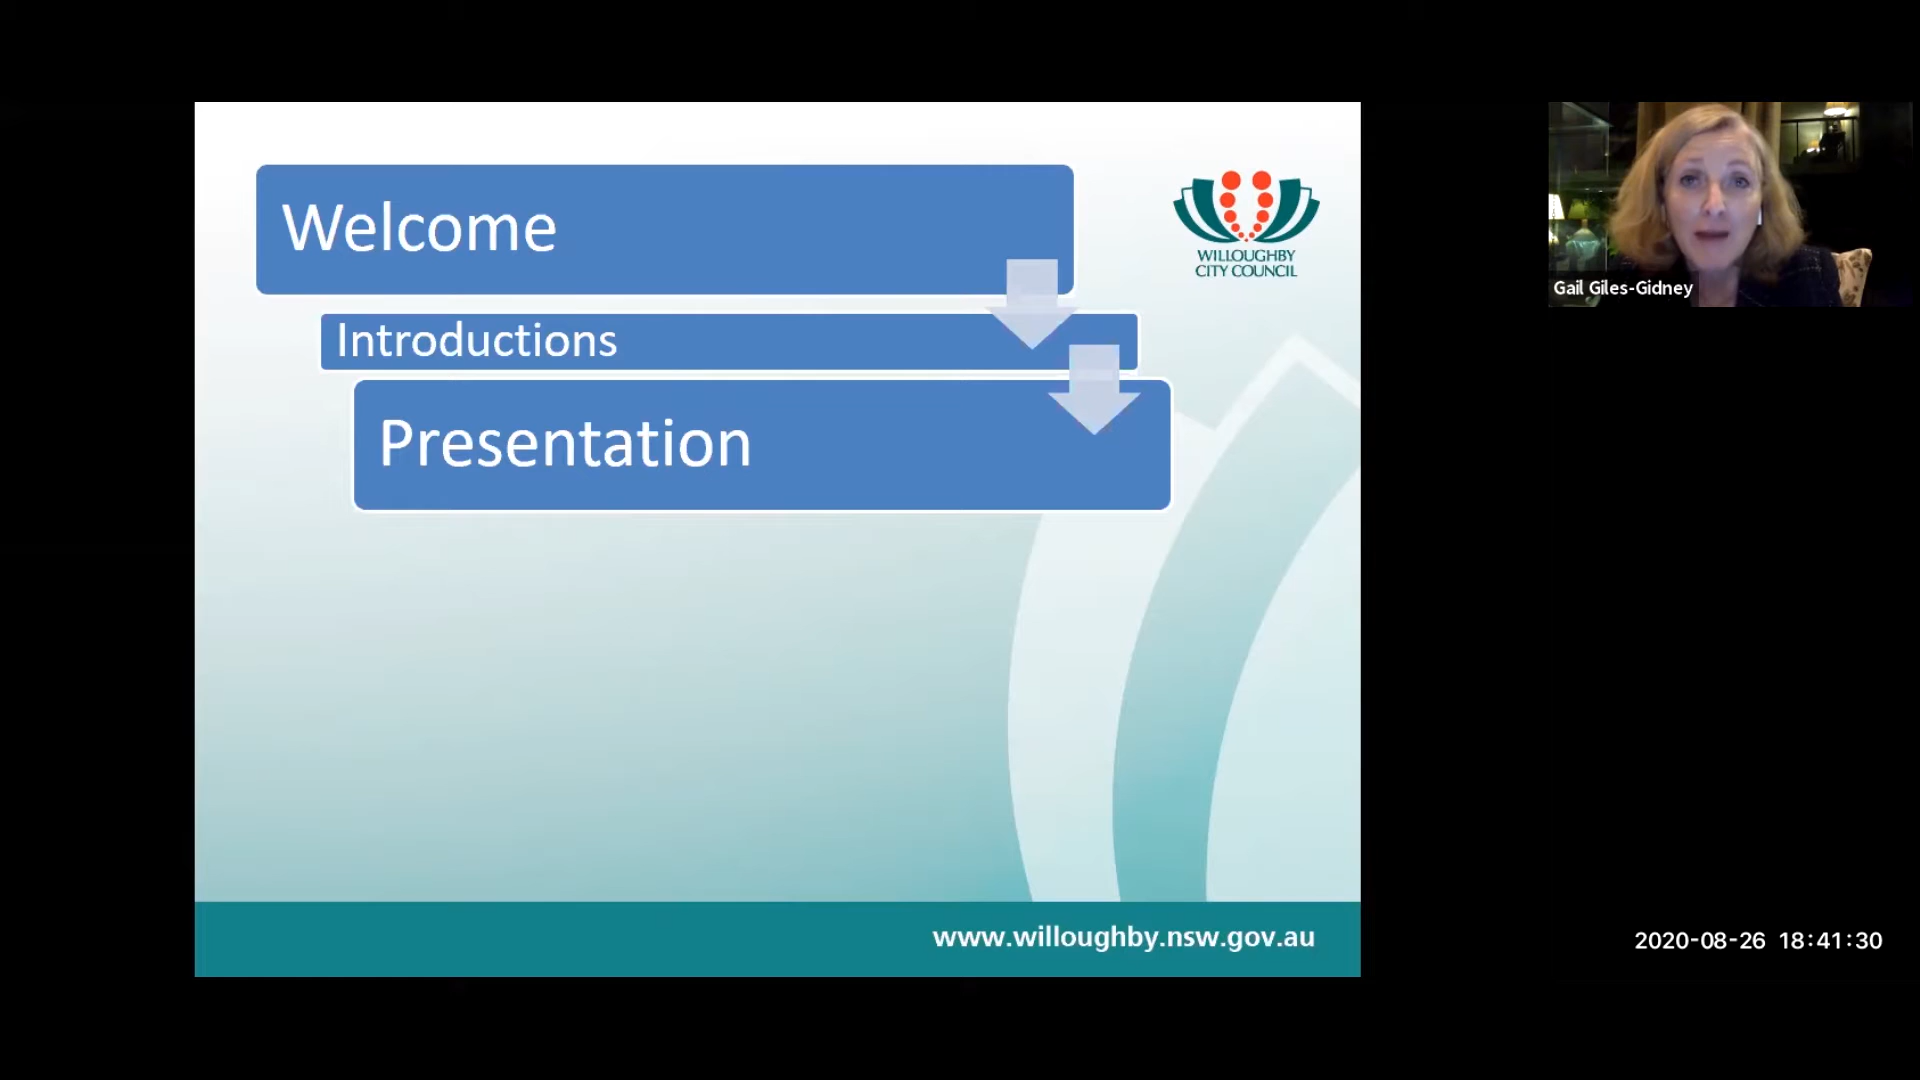 Welcome
Introductions
Presentation
WILLOUGHBY
CITY COUNCIL
www.willoughby.nsw.gov.au
Gail Giles-Gidney
2020-08-26 18:41:30